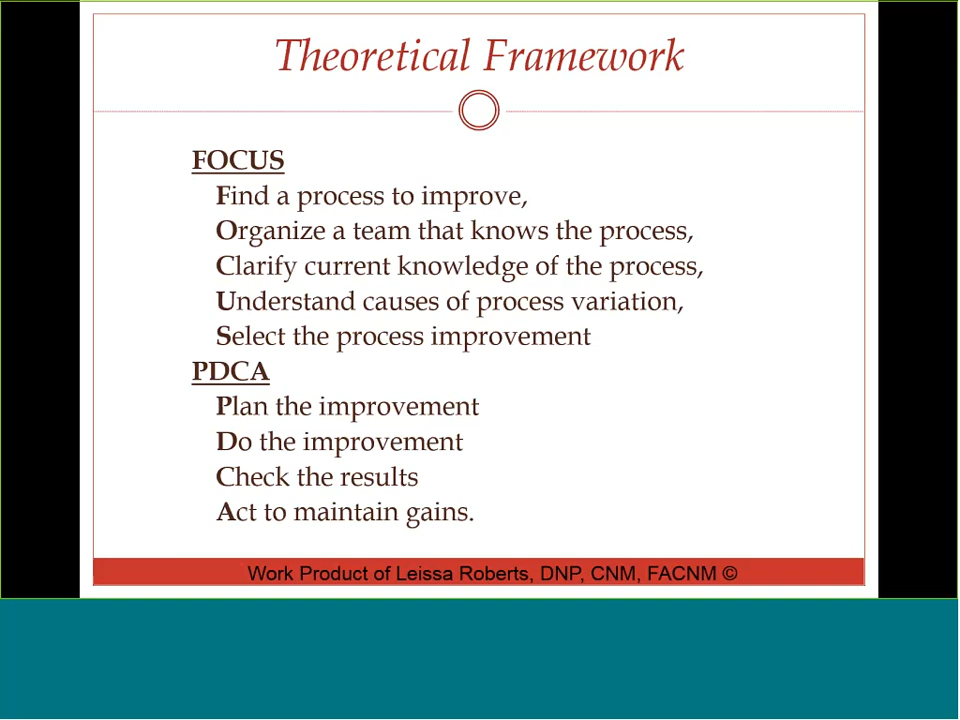 Theoretical Framework
FOCUS
Find a process to improve,
Organize a team that knows the process,
Clarify current knowledge of the process,
Understand causes of process variation,
Select the process improvement
PDCA
Plan the improvement
Do the improvement
Check the results
Act to maintain gains.
Work Product of Leissa Roberts, DNP, CNM, FACNM ©